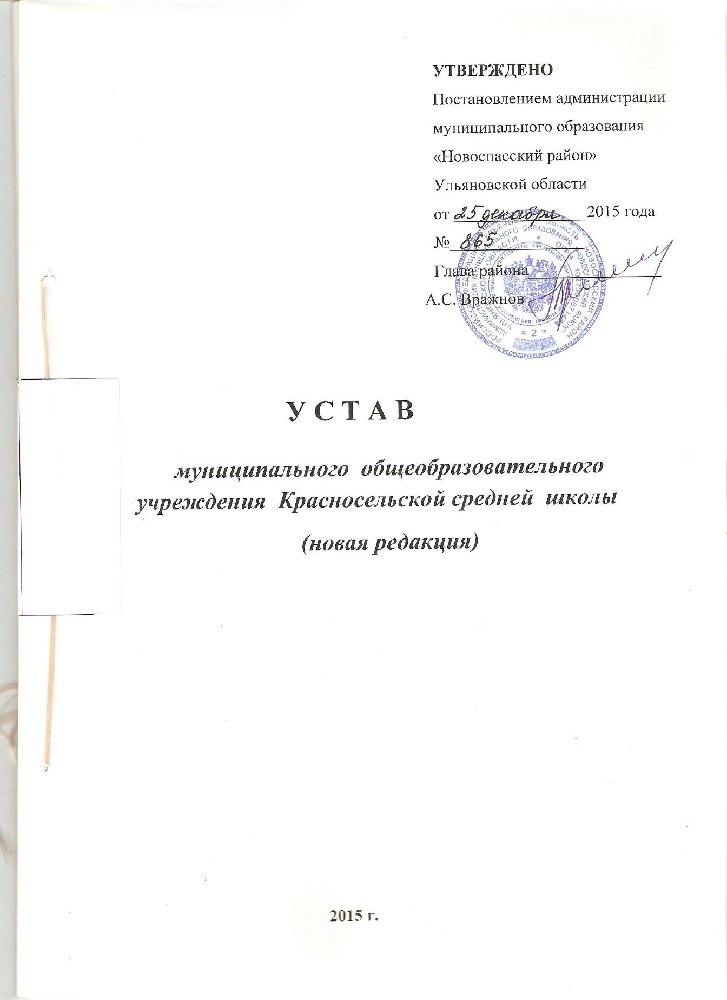 УТВЕРЖДЕНО
Постановлением администрации
муниципального образования
«Новоспасский район»
Ульяновской области
от 25 декабря 2015 года
№ 865
Глава района
А.С. Вражнов
* 2 *
У С Т А В
муниципального общеобразовательного
учреждения Красносельской средней школы
(новая редакция)
2015 г.